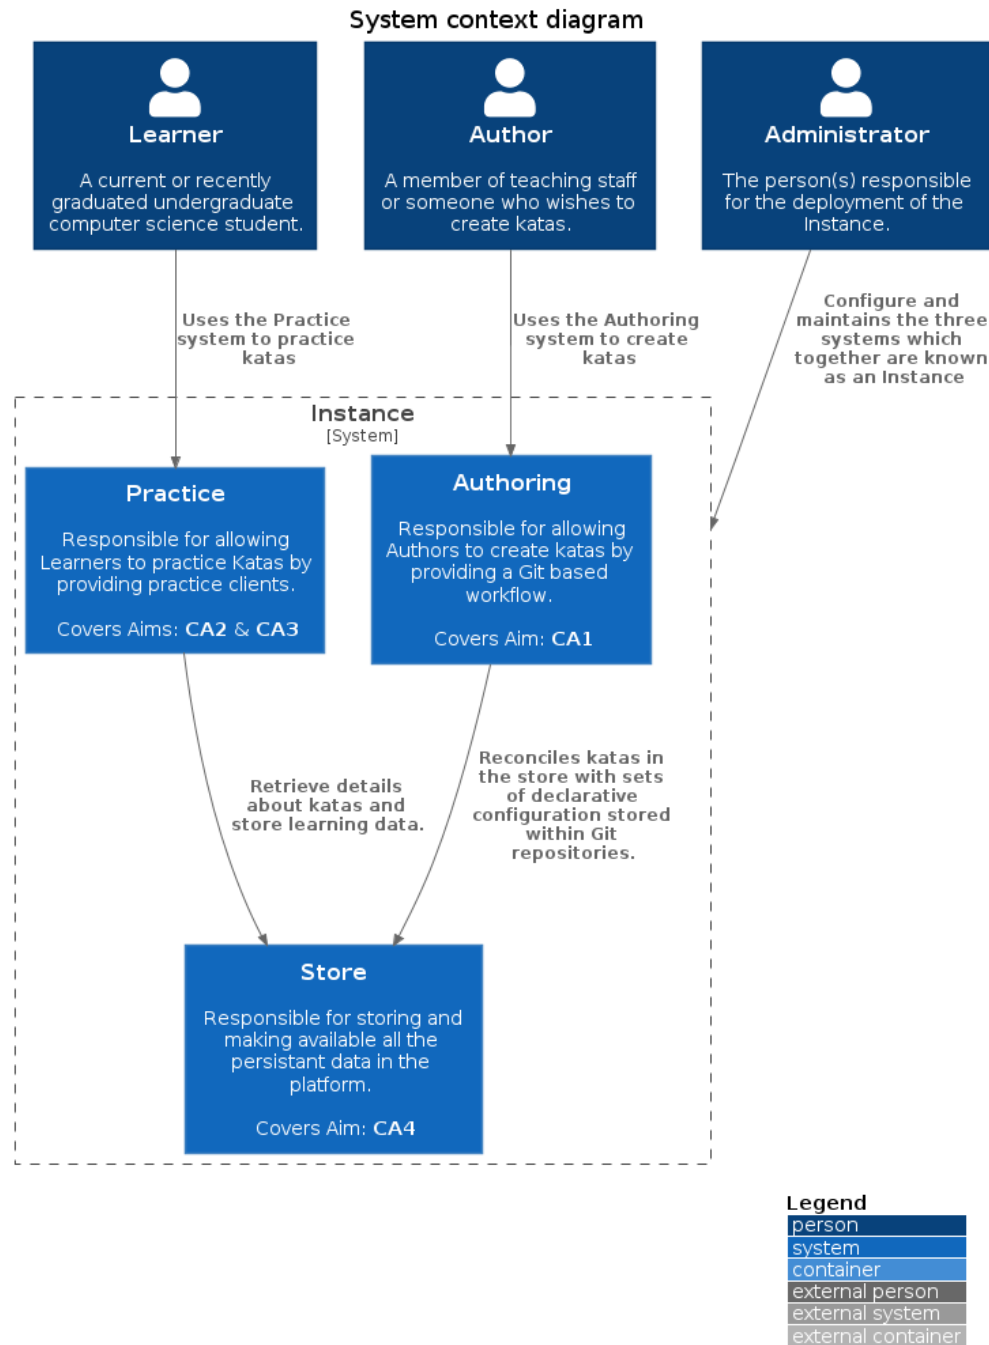 System context diagram
Learner
A current or recently
graduated undergraduate
computer science student.
Author
A member of teaching staff
or someone who wishes to
create katas.
Administrator
The person(s) responsible
for the deployment of the
Instance.
Uses the Practice
system to practice
katas
Uses the Authoring
system to create
katas
Configure and
maintains the three
systems which
together are known
as an Instance
Instance
[System]
Practice
Responsible for allowing
Learners to practice Katas by
providing practice clients.
Covers Aims: CA2 & CA3
Authoring
Responsible for allowing
Authors to create katas by
providing a Git based
workflow.
Covers Aim: CA1
Retrieve details
about katas and
store learning data.
Reconciles katas in
the store with sets
of declarative
configuration stored
within Git
repositories.
Store
Responsible for storing and
making available all the
persistant data in the
platform.
Covers Aim: CA4
Legend
person
system
container
external person
external system
external container